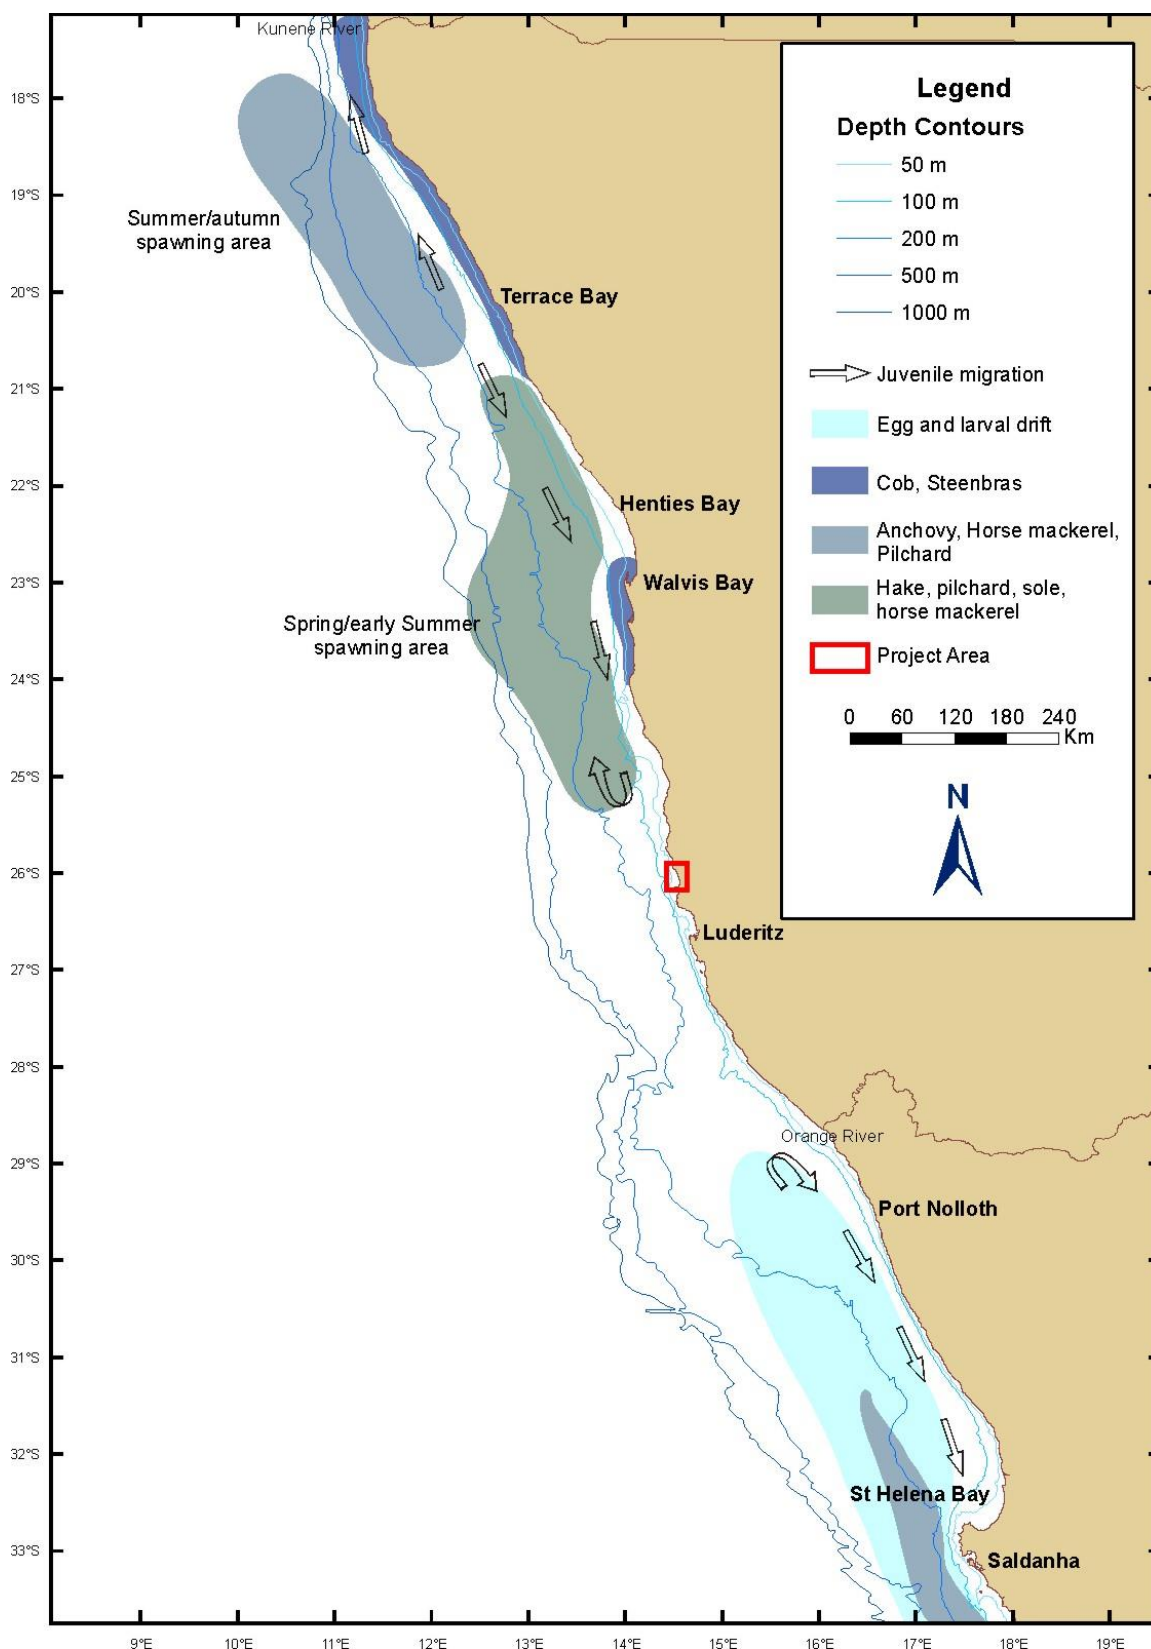 Kunene River
Legend
Depth Contours
50 m
100 m
200 m
500 m
1000 m
Juvenile migration
Egg and larval drift
Cob, Steenbras
Anchovy, Horse mackerel,
Pilchard
Hake, pilchard, sole,
horse mackerel
Project Area
0 60 120 180 240
Km
N
Summer/autumn
spawning area
Terrace Bay
Henties Bay
Walvis Bay
Spring/early Summer
spawning area
Luderitz
Orange River
Port Nolloth
St Helena Bay
Saldanha
18°S
19°S
20°S
21°S
22°S
23°S
24°S
25°S
26°S
27°S
28°S
29°S
30°S
31°S
32°S
33°S
9°E 10°E 11°E 12°E 13°E 14°E 15°E 16°E 17°E 18°E 19°E